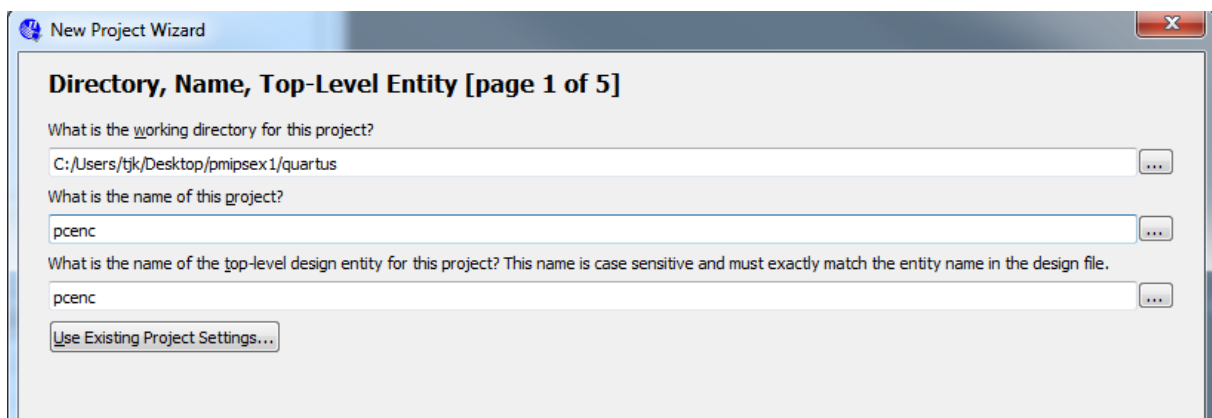 New Project Wizard
Directory, Name, Top-Level Entity [page 1 of 5]
What is the working directory for this project?
C:/Users/tjk/Desktop/pmipsex1/quartus
...
What is the name of this project?
pcenc
...
What is the name of the top-level design entity for this project? This name is case sensitive and must exactly match the entity name in the design file.
pcenc
...
Use Existing Project Settings...